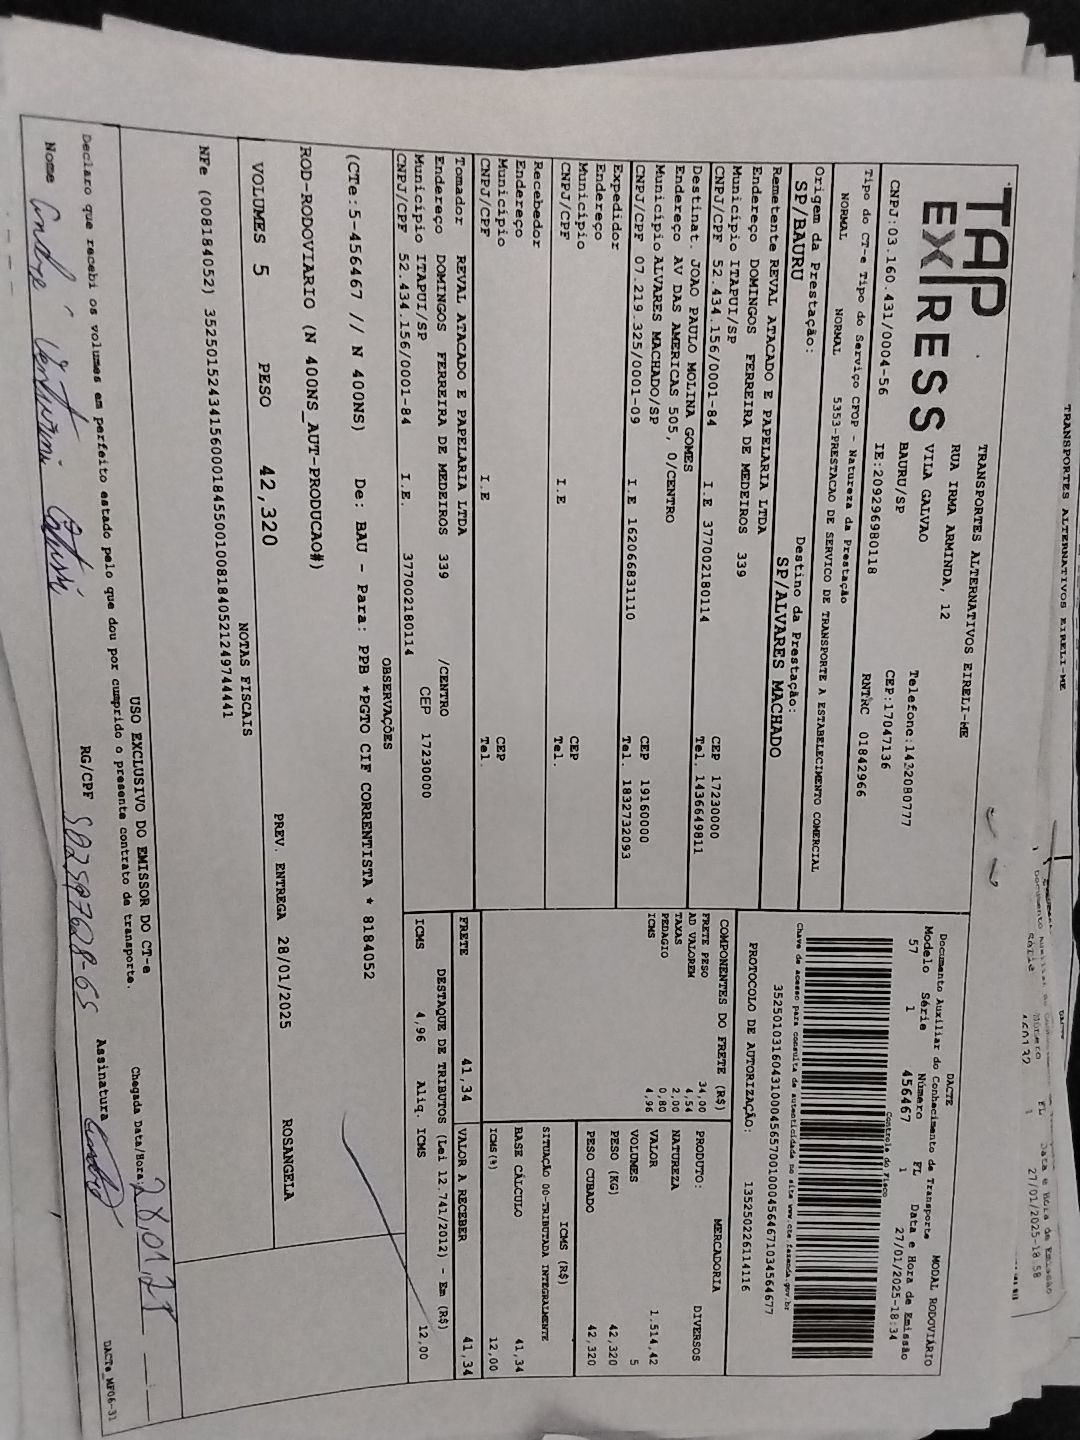 TRANSPORTES ALTERNATIVOS EIRELI-ME
27/01/2025-18:58
TAP
EXPRESS
TRANSPORTES ALTERNATIVOS EIRELI-ME
RUA IRMA ARMINDA, 12
VILA GALVAO
BAURU/SP
Telefone:1432080777
CEP:17047136
CNPJ:03.160.431/0004-56
IE:209296980118
RNTRC 01842966
DACTE
Documento Auxiliar do Conhecimento de Transporte
MODAL RODOVIÁRIO
Modelo Série Número FL Data e Hora de Emissão
57 1 456467 1 27/01/2025-18:34
Controle do Fisco
Tipo do CT-e Tipo do Serviço CFOP - Natureza da Prestação
NORMAL NORMAL 5353-PRESTACAO DE SERVICO DE TRANSPORTE A ESTABELECIMENTO COMERCIAL
Chave de acesso para consulta de autenticidade no site www.cte.fazenda.gov.br
35250103160431000456570010004564671034564677
PROTOCOLO DE AUTORIZAÇÃO: 135250226114116
Origem da Prestação: Destino da Prestação:
SP/BAURU SP/ALVARES MACHADO
Remetente REVAL ATACADO E PAPELARIA LTDA
Endereço DOMINGOS FERREIRA DE MEDEIROS 339
Município ITAPUI/SP CEP 17230000
CNPJ/CPF 52.434.156/0001-84 I.E 377002180114 Tel. 1436649811
Destinat. JOAO PAULO MOLINA GOMES
Endereço AV DAS AMERICAS 505, 0/CENTRO
Município ALVARES MACHADO/SP CEP 19160000
CNPJ/CPF 07.219.325/0001-09 I.E 162066831110 Tel. 1832732093
Expedidor
Endereço
Município CEP
CNPJ/CPF I.E Tel.
Recebedor
Endereço
Município CEP
CNPJ/CPF I.E Tel.
Tomador REVAL ATACADO E PAPELARIA LTDA
Endereço DOMINGOS FERREIRA DE MEDEIROS 339 /CENTRO
Município ITAPUI/SP CEP 17230000
CNPJ/CPF 52.434.156/0001-84 I.E. 377002180114
COMPONENTES DO FRETE (R$)
FRETE PESO 34,00
AD VALOREM 4,54
TAXAS 2,00
PEDAGIO 0,80
ICMS 4,96
MERCADORIA
PRODUTO: DIVERSOS
NATUREZA
VALOR 1.514,42
VOLUMES 5
PESO (KG) 42,320
PESO CUBADO 42,320
ICMS (R$)
SITUAÇÃO 00-TRIBUTADA INTEGRALMENTE
BASE CÁLCULO 41,34
ICMS(%) 12,00
FRETE 41,34 VALOR A RECEBER 41,34
DESTAQUE DE TRIBUTOS (Lei 12.741/2012) - Em (R$)
ICMS 4,96 Aliq. ICMS 12,00
OBSERVAÇÕES
(CTe:5-456467 // N 400NS) De: BAU - Para: PPB *PGTO CIF CORRENTISTA * 8184052
ROD-RODOVIARIO (N 400NS_AUT-PRODUCAO#)
VOLUMES 5 PESO 42,320 PREV. ENTREGA 28/01/2025 ROSANGELA
NOTAS FISCAIS
NFe (008184052) 35250152434156000184550010081840521249744441
USO EXCLUSIVO DO EMISSOR DO CT-e
Declaro que recebi os volumes em perfeito estado pelo que dou por cumprido o presente contrato de transporte.
Chegada Data/Hora
Nome André RG/CPF Assinatura
DACTe_MF06-31